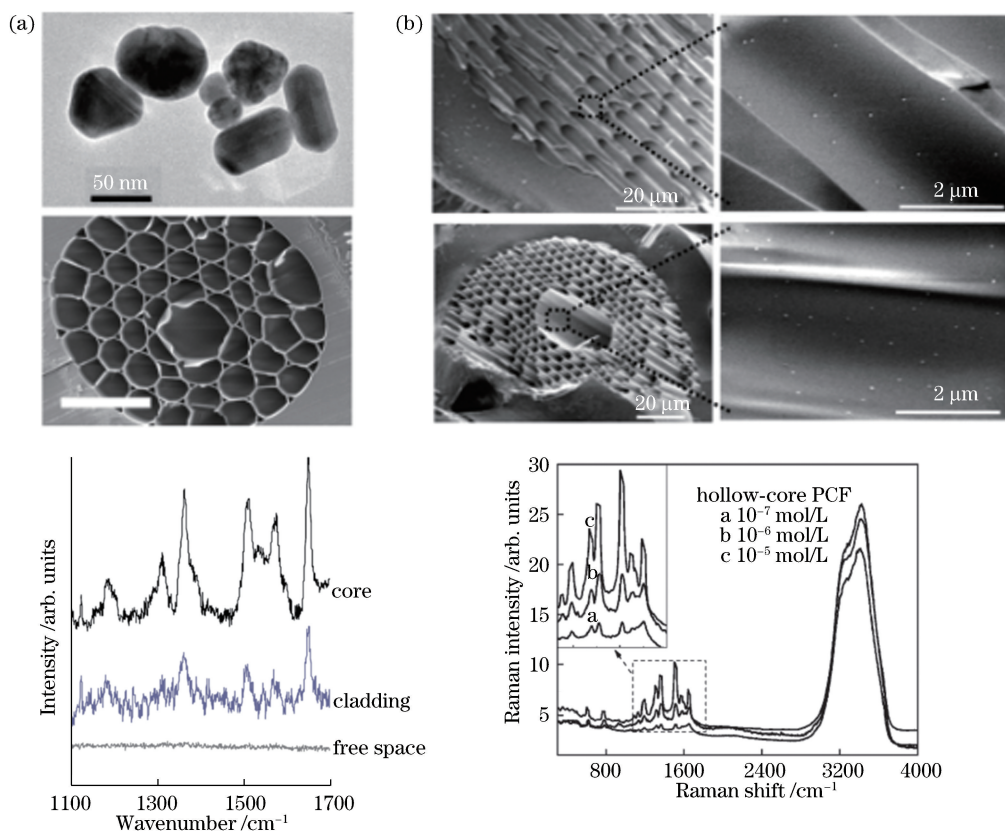 (a)
50 nm
(b)
20 μm
2 μm
20 μm
2 μm
Intensity /arb. units
core
cladding
free space
1100
1300
1500
1700
Wavenumber /cm⁻¹
Raman intensity /arb. units
30
25
20
15
10
5
hollow-core PCF
a 10⁻⁷ mol/L
b 10⁻⁶ mol/L
c 10⁻⁵ mol/L
c
b
a
800
1600
2400
3200
4000
Raman shift /cm⁻¹